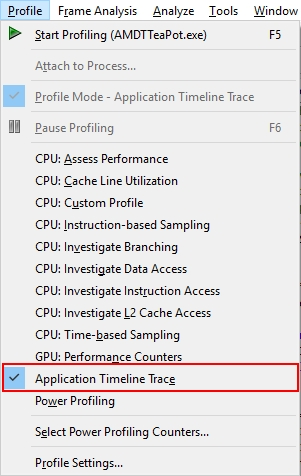 Profile Frame Analysis Analyze Tools Window
Start Profiling (AMDTTeaPot.exe) F5
Attach to Process...
Profile Mode - Application Timeline Trace
Pause Profiling F6
CPU: Assess Performance
CPU: Cache Line Utilization
CPU: Custom Profile
CPU: Instruction-based Sampling
CPU: Investigate Branching
CPU: Investigate Data Access
CPU: Investigate Instruction Access
CPU: Investigate L2 Cache Access
CPU: Time-based Sampling
GPU: Performance Counters
Application Timeline Trace
Power Profiling
Select Power Profiling Counters...
Profile Settings...